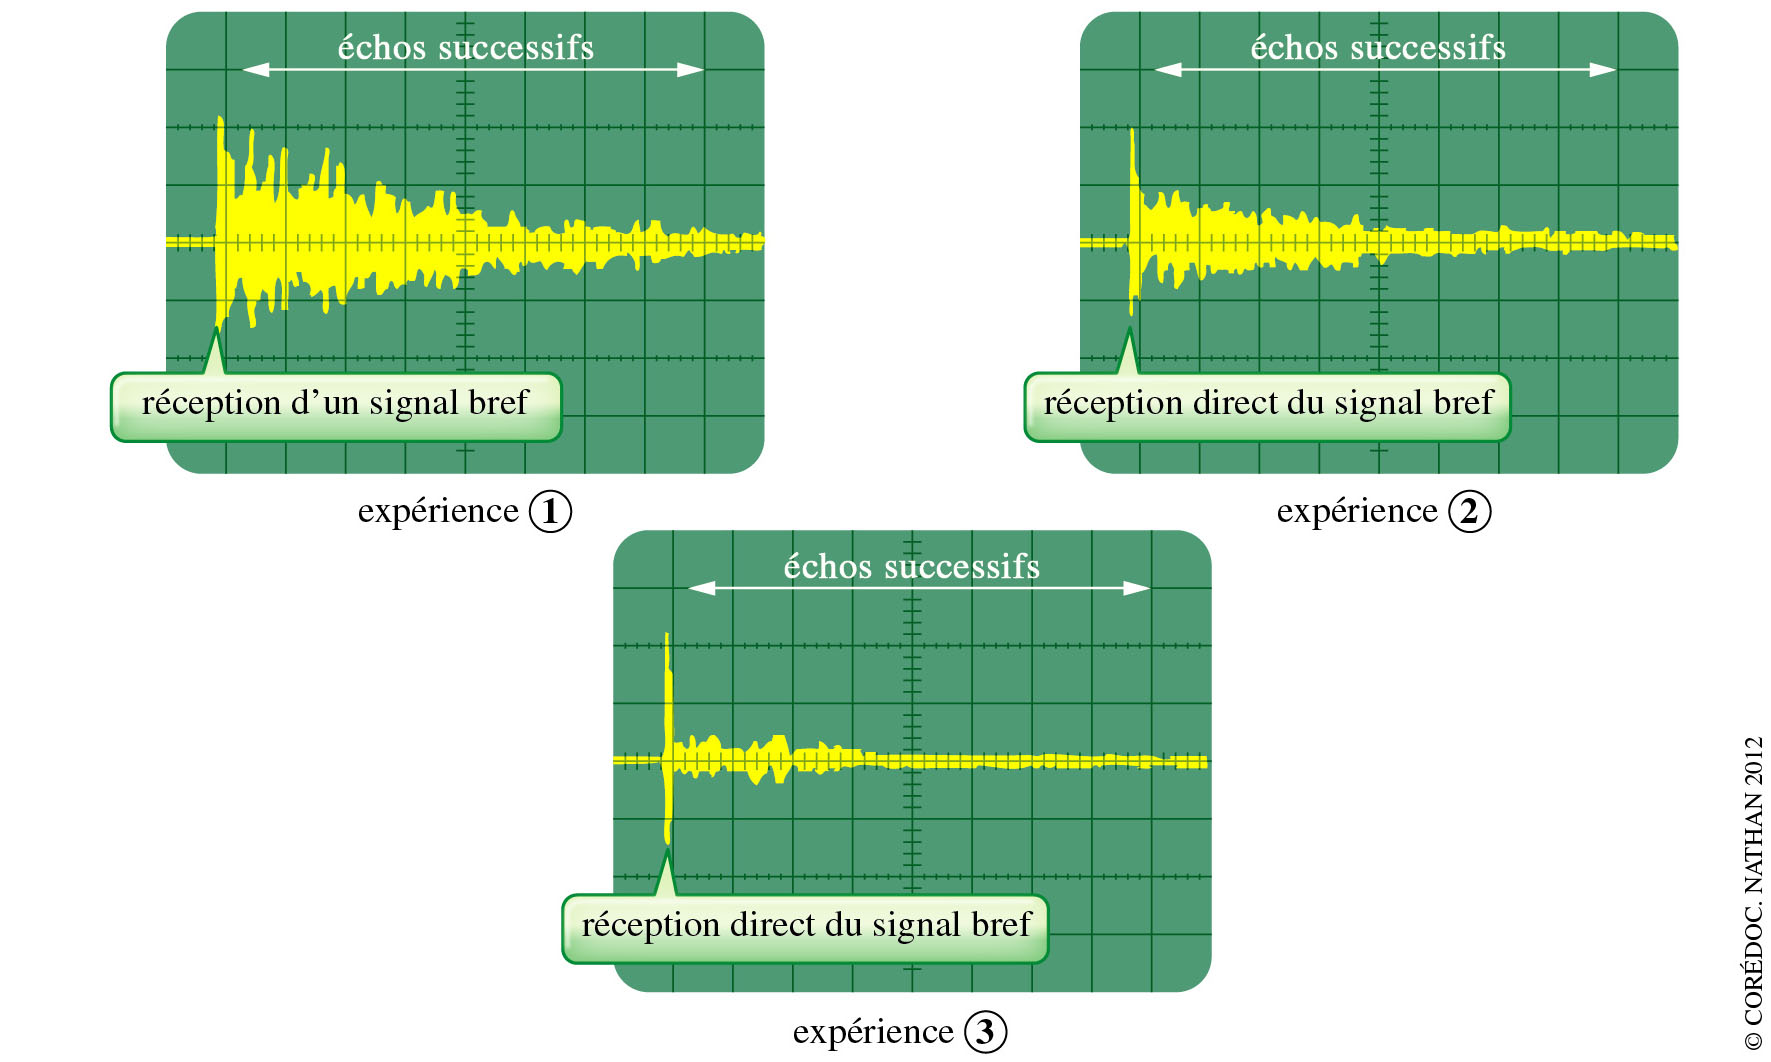 échos successifs
réception d’un signal bref
expérience 1
échos successifs
réception direct du signal bref
expérience 2
échos successifs
réception direct du signal bref
expérience 3
© CORÉDOC. NATHAN 2012